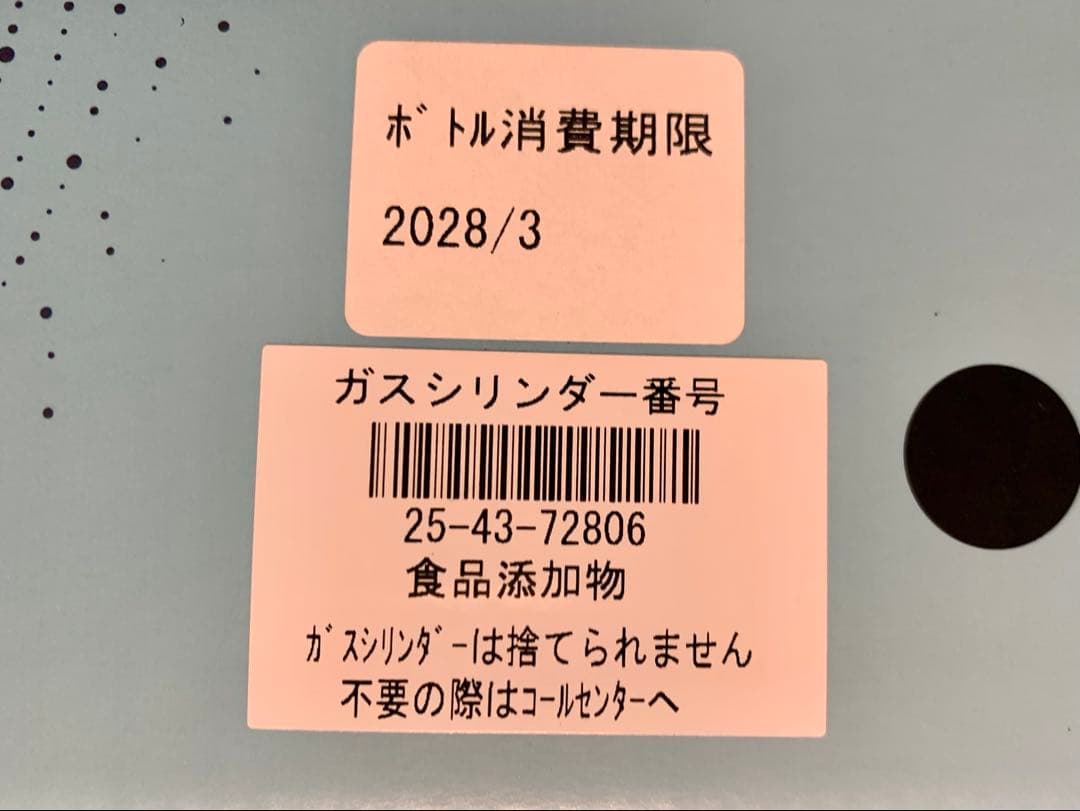 ﾎﾞﾄﾙ消費期限
2028/3
ガスシリンダー番号
25-43-72806
食品添加物
ｶﾞｽｼﾘﾝﾀﾞｰは捨てられません
不要の際はｺｰﾙｾﾝﾀｰへ